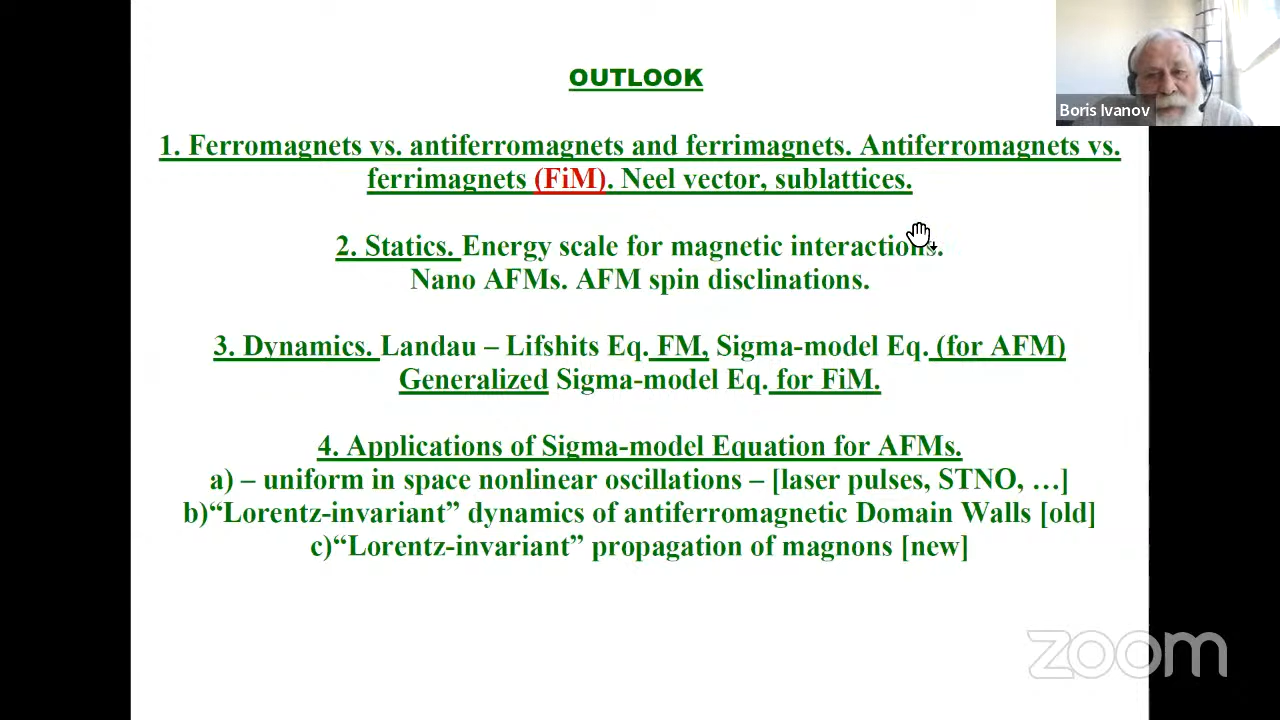 OUTLOOK
1. Ferromagnets vs. antiferromagnets and ferrimagnets. Antiferromagnets vs.
ferrimagnets (FiM). Neel vector, sublattices.
2. Statics. Energy scale for magnetic interactions.
Nano AFMs. AFM spin disclinations.
3. Dynamics. Landau – Lifshits Eq. FM, Sigma-model Eq. (for AFM)
Generalized Sigma-model Eq. for FiM.
4. Applications of Sigma-model Equation for AFMs.
a) – uniform in space nonlinear oscillations – [laser pulses, STNO, …]
b)“Lorentz-invariant” dynamics of antiferromagnetic Domain Walls [old]
c)“Lorentz-invariant” propagation of magnons [new]
Boris Ivanov
zoom